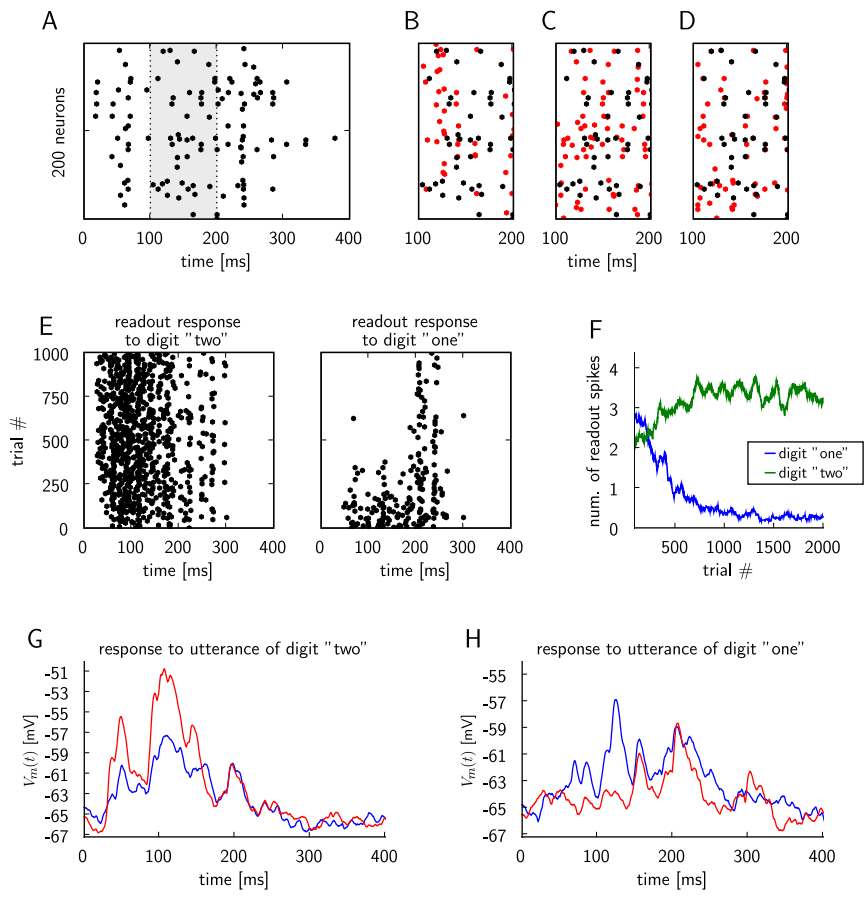 A
B
C
D
200 neurons
0
100
200
300
400
time [ms]
100
200
time [ms]
100
200
100
200
E
readout response
to digit "two"
readout response
to digit "one"
F
trial #
1000
750
500
250
0
0
100
200
300
400
time [ms]
0
100
200
300
400
time [ms]
num. of readout spikes
4
3
2
1
0
digit "one"
digit "two"
500
1000
1500
2000
trial #
G
response to utterance of digit "two"
Vm(t) [mV]
-51
-53
-55
-57
-59
-61
-63
-65
-67
0
100
200
300
400
time [ms]
H
response to utterance of digit "one"
Vm(t) [mV]
-55
-57
-59
-61
-63
-65
-67
0
100
200
300
400
time [ms]